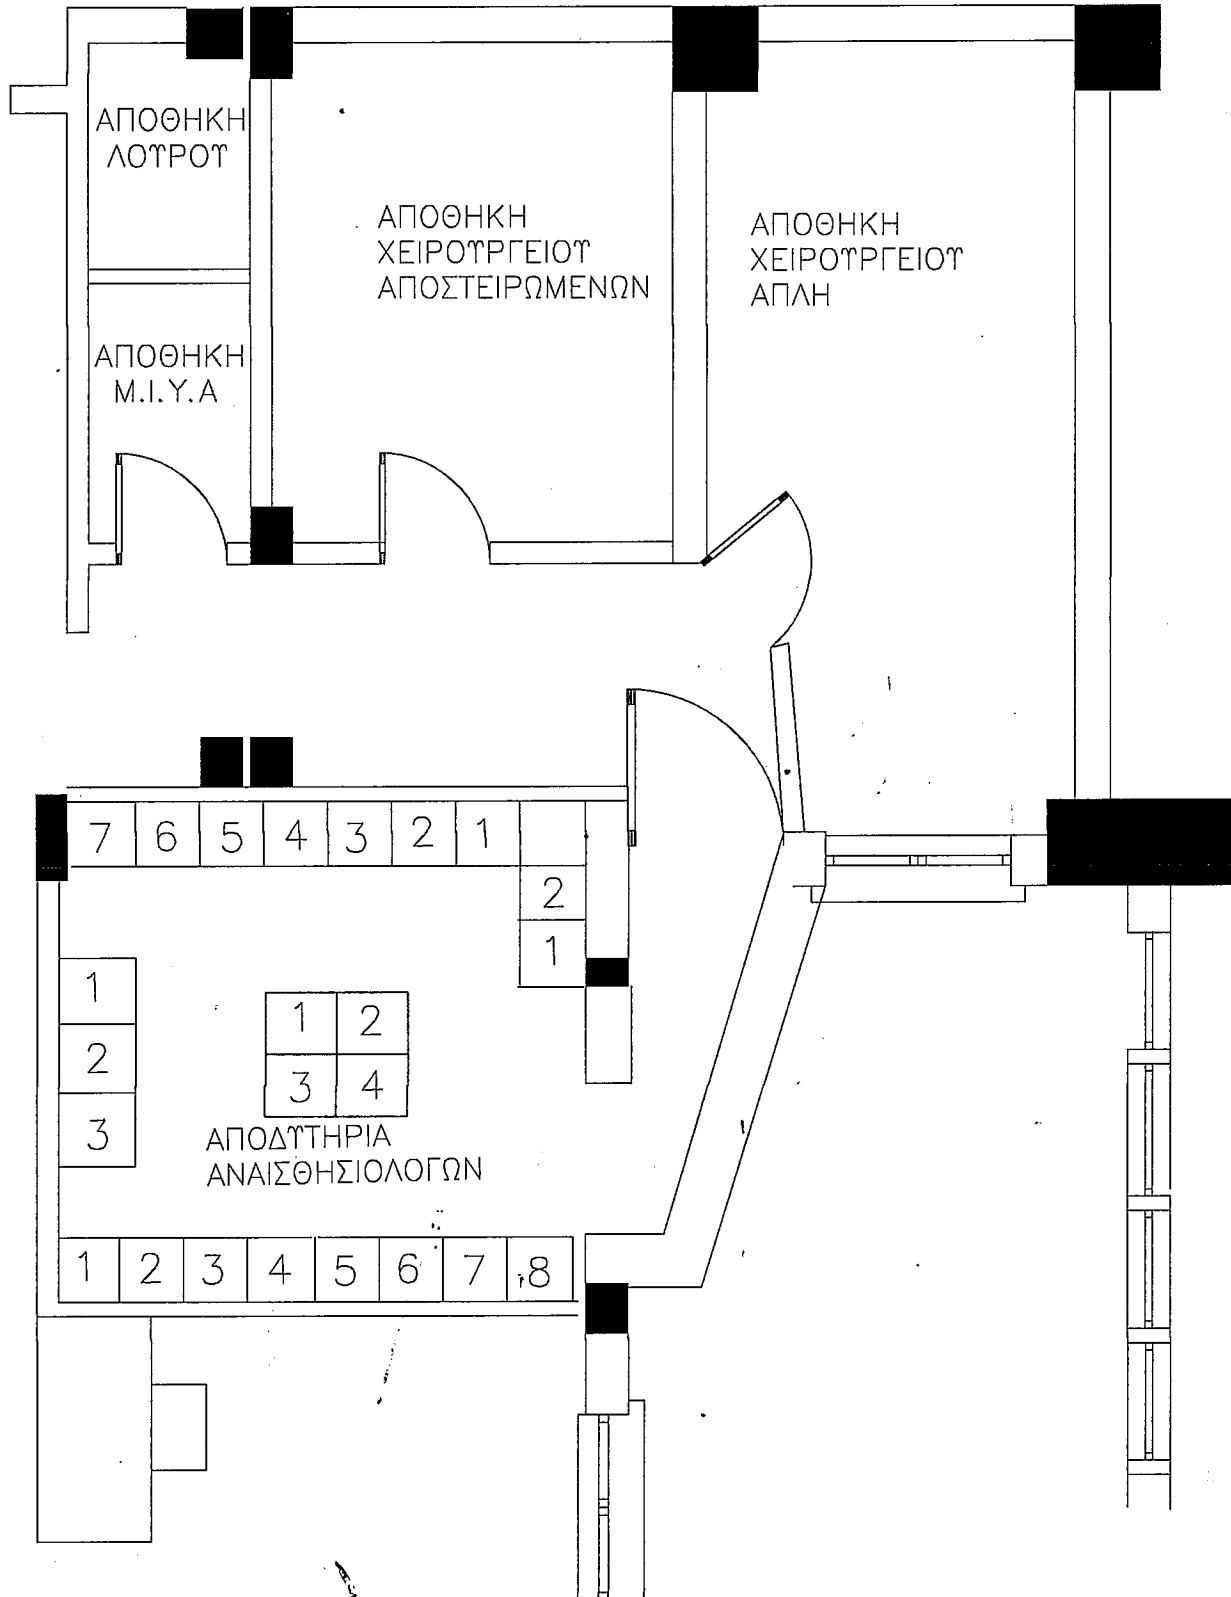 ΑΠΟΘΗΚΗ
ΛΟΥΡΟΥ
ΑΠΟΘΗΚΗ
ΧΕΙΡΟΥΡΓΕΙΟΥ
ΑΠΟΣΤΕΙΡΩΜΕΝΩΝ
ΑΠΟΘΗΚΗ
ΧΕΙΡΟΥΡΓΕΙΟΥ
ΑΠΛΗ
ΑΠΟΘΗΚΗ
Μ.Ι.Υ.Α
7 6 5 4 3 2 1
2
1
1
2
3
1 2
3 4
ΑΠΟΔΥΤΗΡΙΑ
ΑΝΑΙΣΘΗΣΙΟΛΟΓΩΝ
1 2 3 4 5 6 7 8